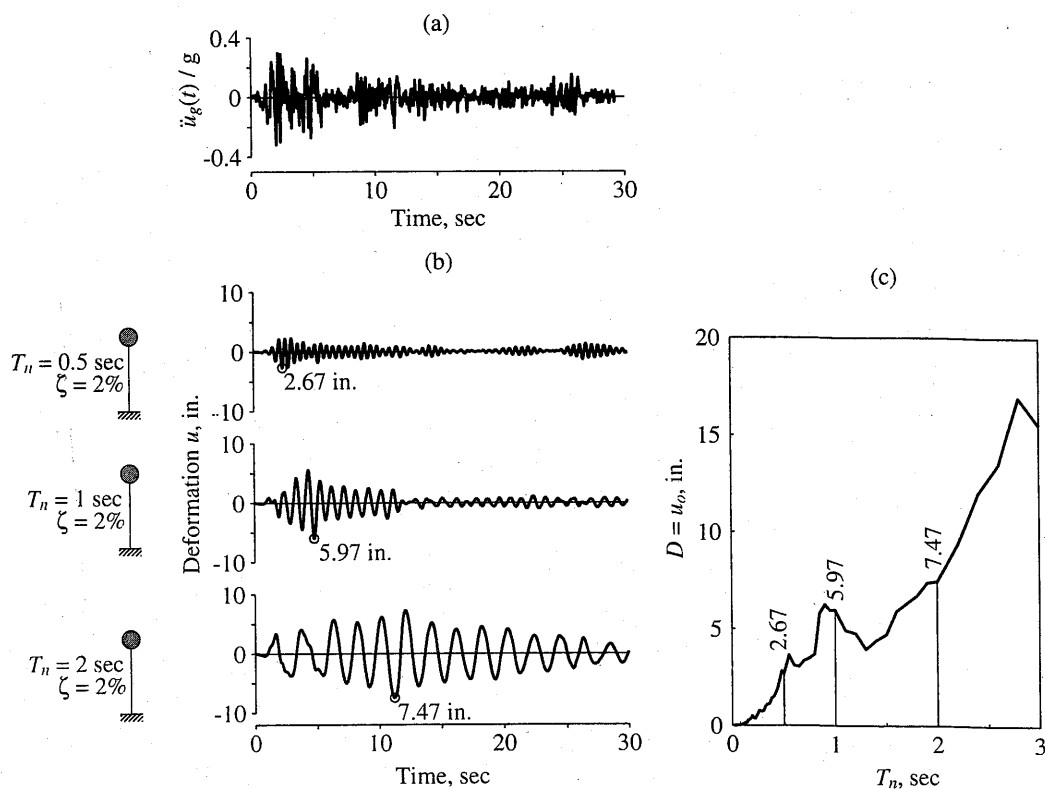 (a)
0.4
0
-0.4
ü_g(t) / g
0 10 20 30
Time, sec
(b)
T_n = 0.5 sec
ζ = 2%
10
0
-10
2.67 in.
T_n = 1 sec
ζ = 2%
10
0
-10
5.97 in.
Deformation u, in.
T_n = 2 sec
ζ = 2%
10
0
-10
7.47 in.
0 10 20 30
Time, sec
(c)
20
15
10
5
0
D = u_o, in.
2.67
5.97
7.47
0 1 2 3
T_n, sec